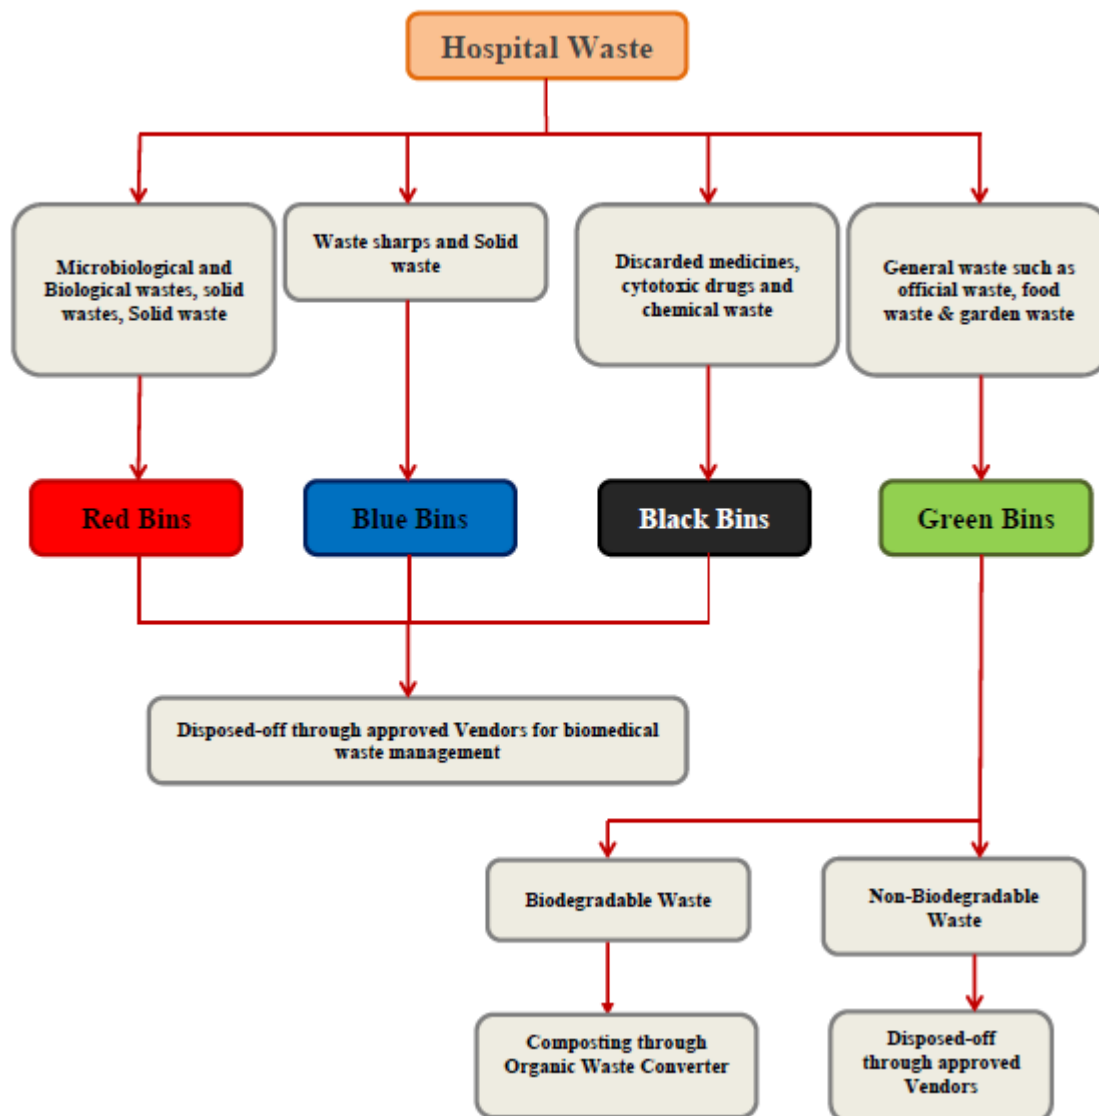 Hospital Waste
Microbiological and
Biological wastes, solid
wastes, Solid waste
Waste sharps and Solid
waste
Discarded medicines,
cytotoxic drugs and
chemical waste
General waste such as
official waste, food
waste & garden waste
Red Bins
Blue Bins
Black Bins
Green Bins
Disposed-off through approved Vendors for biomedical
waste management
Biodegradable Waste
Non-Biodegradable
Waste
Composting through
Organic Waste Converter
Disposed-off
through approved
Vendors